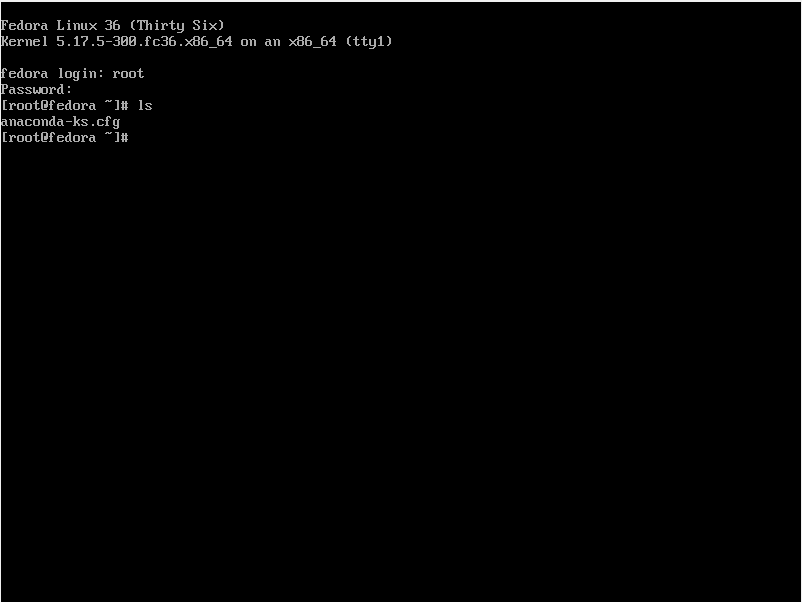 Fedora Linux 36 (Thirty Six)
Kernel 5.17.5-300.fc36.x86_64 on an x86_64 (tty1)
fedora login: root
Password:
[root@fedora ~]# ls
anaconda-ks.cfg
[root@fedora ~]#